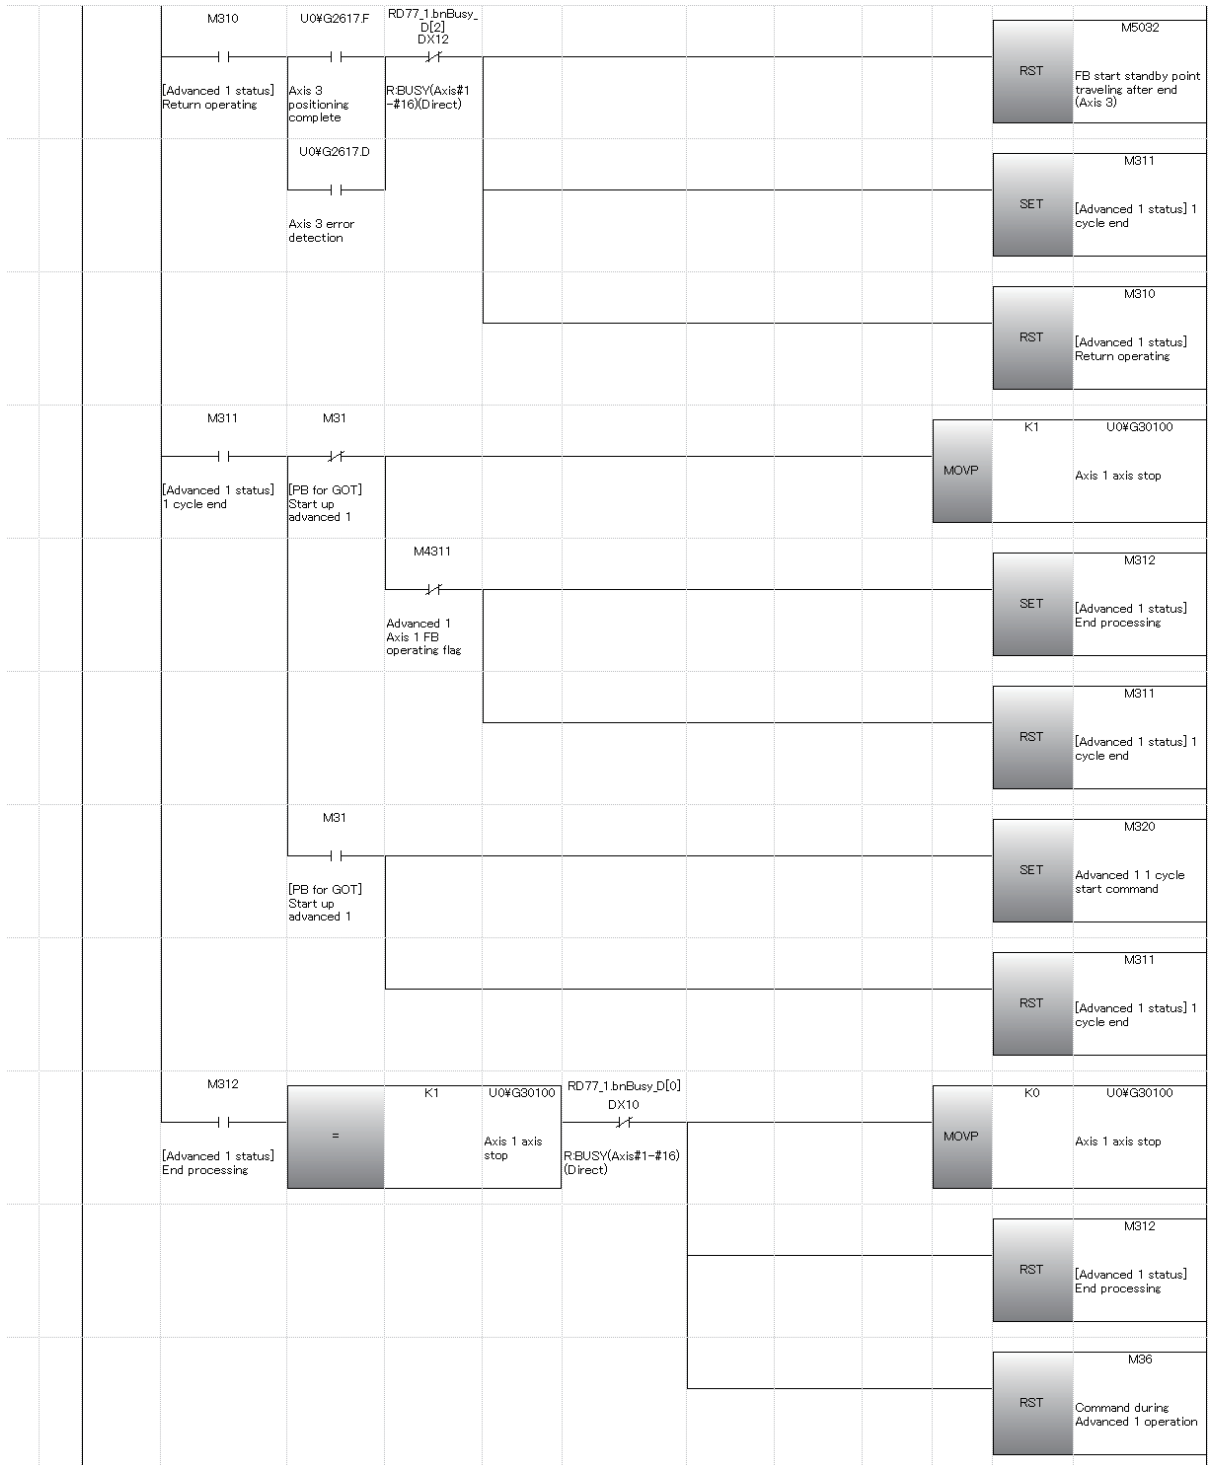 M310
U0¥G2617.F
RD77_1.bnBusy_
D[2]
DX12
M5032
RST
[Advanced 1 status]
Return operating
Axis 3
positioning
complete
R:BUSY(Axis#1
-#16)(Direct)
FB start standby point
traveling after end
(Axis 3)
U0¥G2617.D
M311
SET
Axis 3 error
detection
[Advanced 1 status] 1
cycle end
M310
RST
[Advanced 1 status]
Return operating
M311
M31
K1
U0¥G30100
MOVP
[Advanced 1 status]
1 cycle end
[PB for GOT]
Start up
advanced 1
Axis 1 axis stop
M4311
M312
SET
Advanced 1
Axis 1 FB
operating flag
[Advanced 1 status]
End processing
M311
RST
[Advanced 1 status] 1
cycle end
M31
M320
SET
[PB for GOT]
Start up
advanced 1
Advanced 1 1 cycle
start command
M311
RST
[Advanced 1 status] 1
cycle end
M312
=
K1
U0¥G30100
RD77_1.bnBusy_D[0]
DX10
K0
U0¥G30100
MOVP
[Advanced 1 status]
End processing
Axis 1 axis
stop
R:BUSY(Axis#1-#16)
(Direct)
Axis 1 axis stop
M312
RST
[Advanced 1 status]
End processing
M36
RST
Command during
Advanced 1 operation